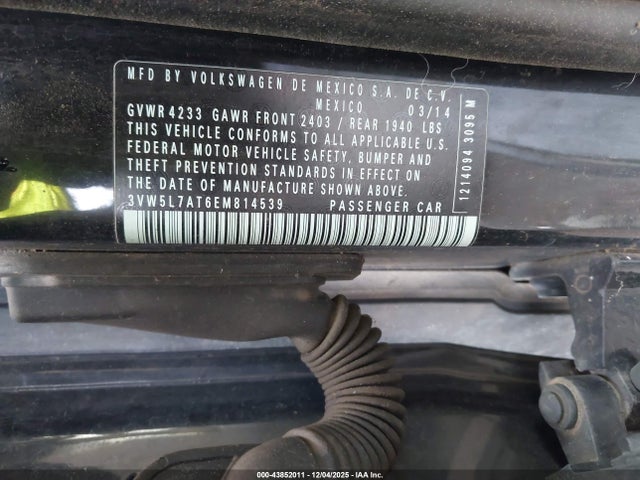 MFD BY VOLKSWAGEN DE MEXICO S.A. DE C.V.
MEXICO 03/14
GVWR 4233 GAWR FRONT 2403 / REAR 1940 LBS
THIS VEHICLE CONFORMS TO ALL APPLICABLE U.S.
FEDERAL MOTOR VEHICLE SAFETY, BUMPER AND
THEFT PREVENTION STANDARDS IN EFFECT ON
THE DATE OF MANUFACTURE SHOWN ABOVE.
3VW5L7AT6EM814539 PASSENGER CAR
1214094 3095 M
000-43852011 - 12/04/2025 - IAA Inc.